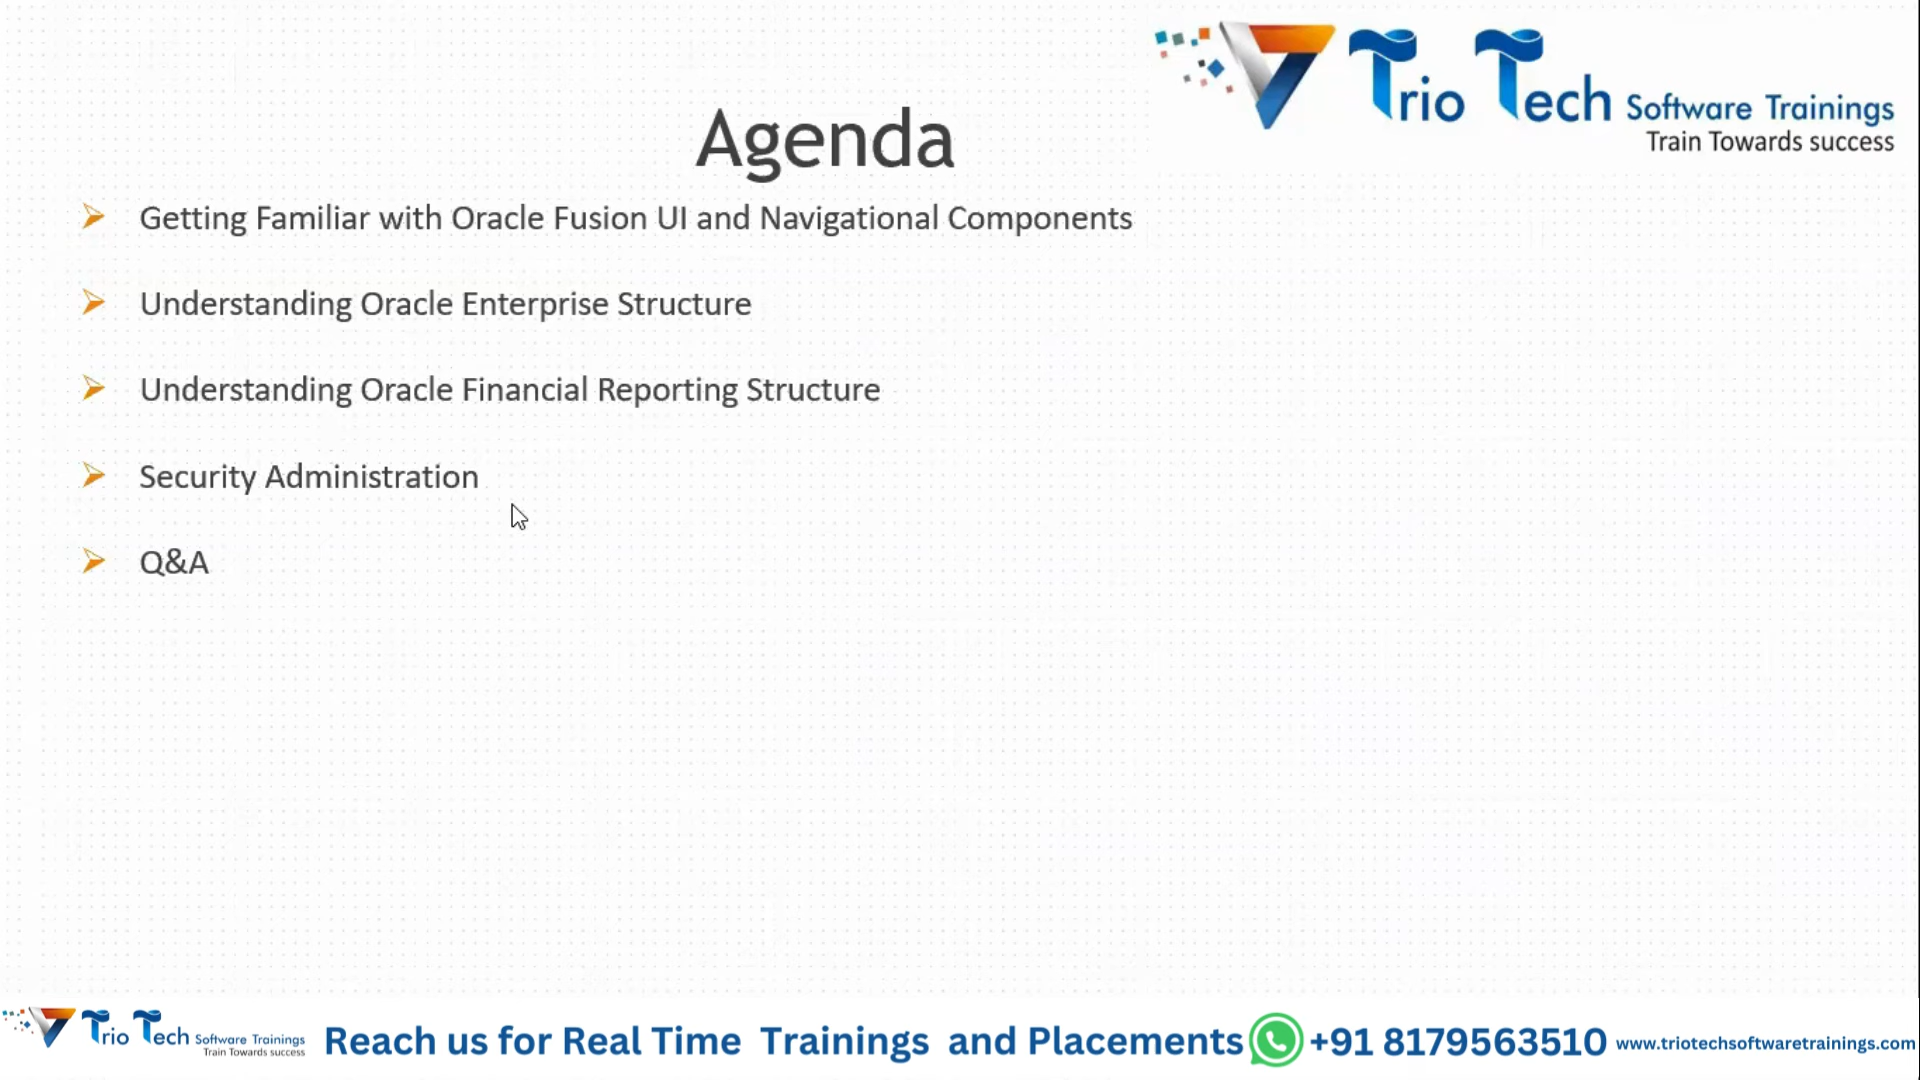 Trio Tech Software Trainings
Train Towards success
Agenda
Getting Familiar with Oracle Fusion UI and Navigational Components
Understanding Oracle Enterprise Structure
Understanding Oracle Financial Reporting Structure
Security Administration
Q&A
Trio Tech Software Trainings
Train Towards success
Reach us for Real Time Trainings and Placements +91 8179563510 www.triotechsoftwaretrainings.com